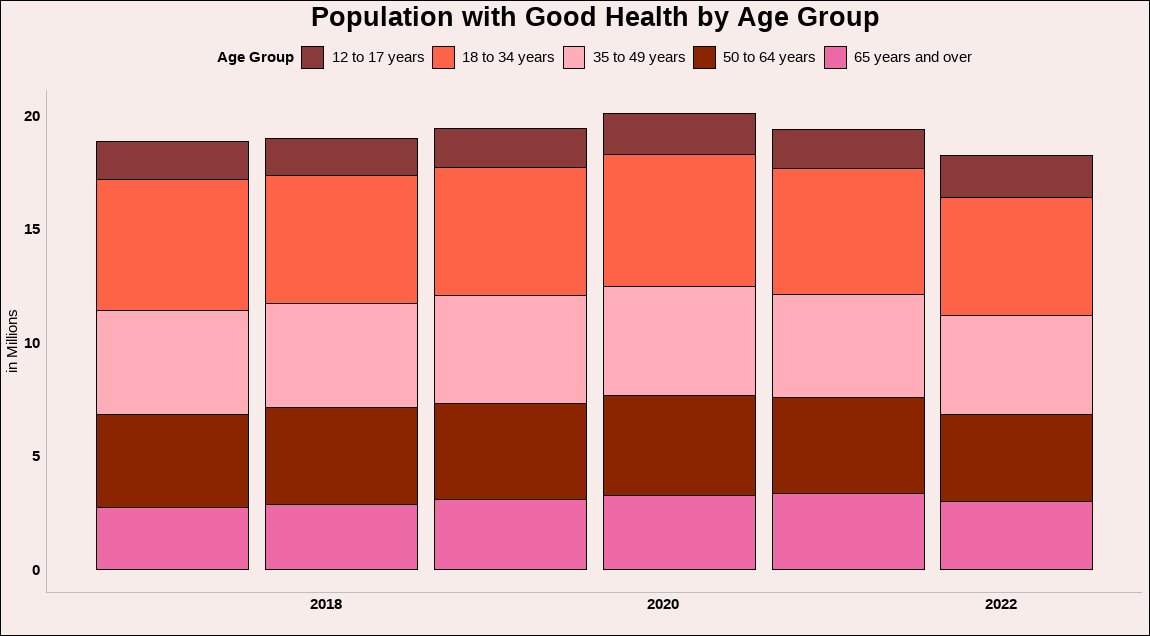 Population with Good Health by Age Group
Age Group 12 to 17 years 18 to 34 years 35 to 49 years 50 to 64 years 65 years and over
20
15
10
5
0
in Millions
2018 2020 2022